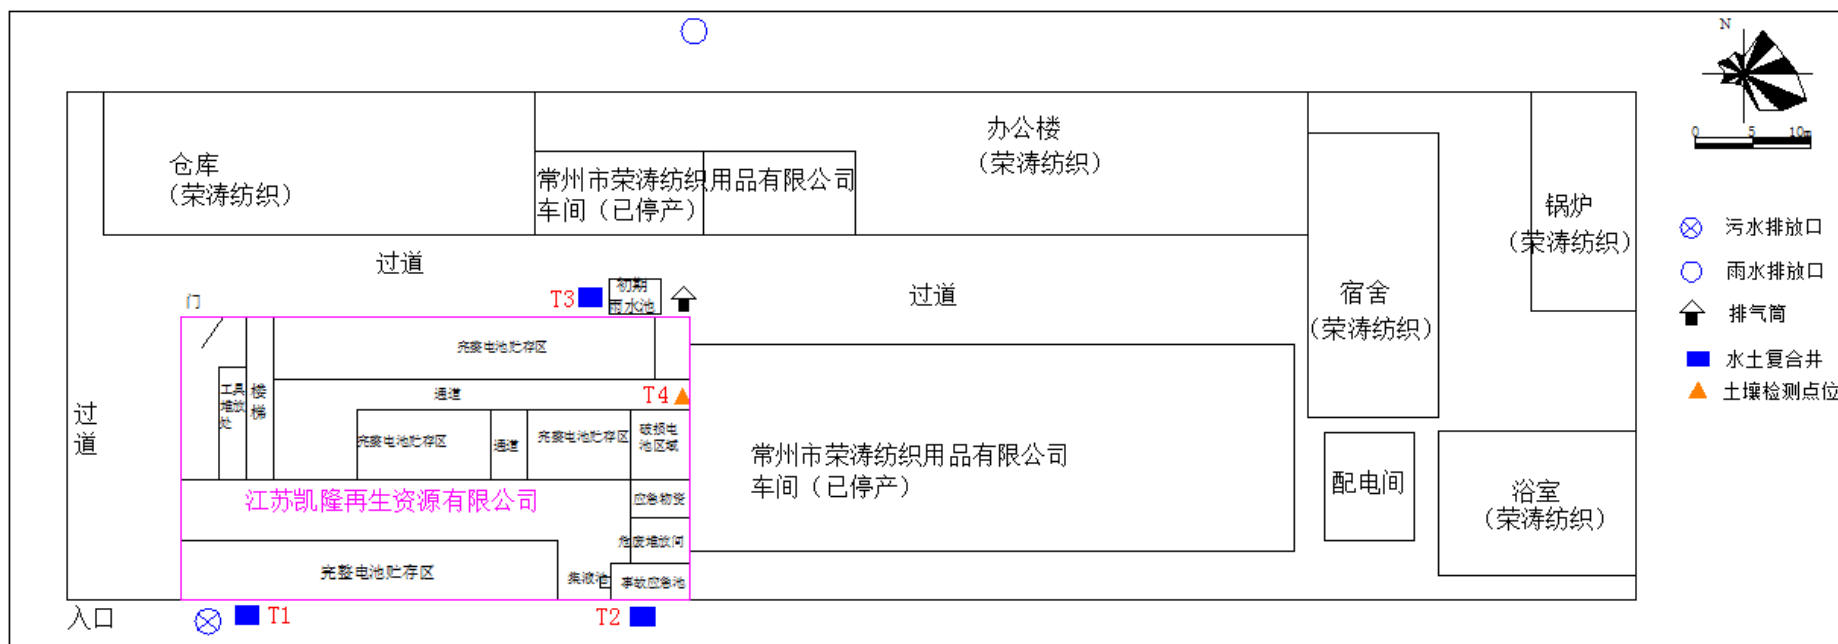 N
0 5 10m
办公楼
（荣涛纺织）
仓库
（荣涛纺织）
常州市荣涛纺织用品有限公司
车间（已停产）
锅炉
（荣涛纺织）
污水排放口
雨水排放口
排气筒
水土复合井
土壤检测点位
过道
过道
宿舍
（荣涛纺织）
门
T3
初期
雨水池
完整电池贮存区
工具
堆放
处
楼
梯
通道
T4
过
道
完整电池贮存区
通道
完整电池贮存区
破损电
池区域
常州市荣涛纺织用品有限公司
车间（已停产）
配电间
浴室
（荣涛纺织）
江苏凯隆再生资源有限公司
应急物资
危废堆放间
完整电池贮存区
集液池
事故应急池
入口
T1
T2